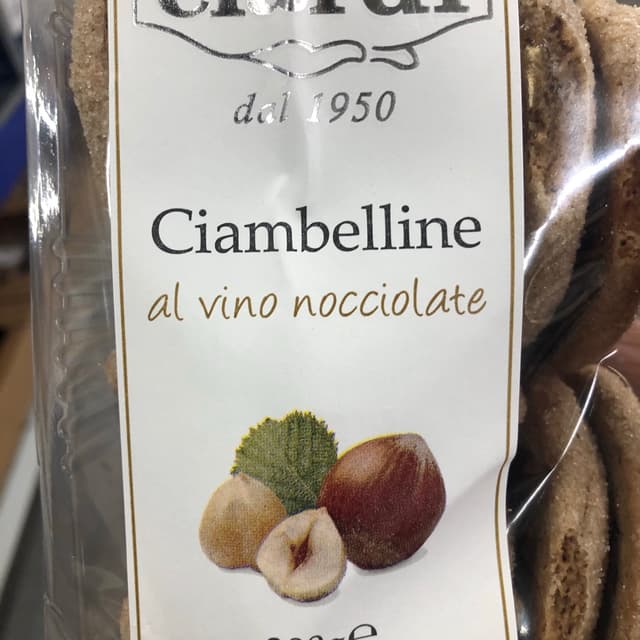 dal 1950
Ciambelline
al vino nocciolate